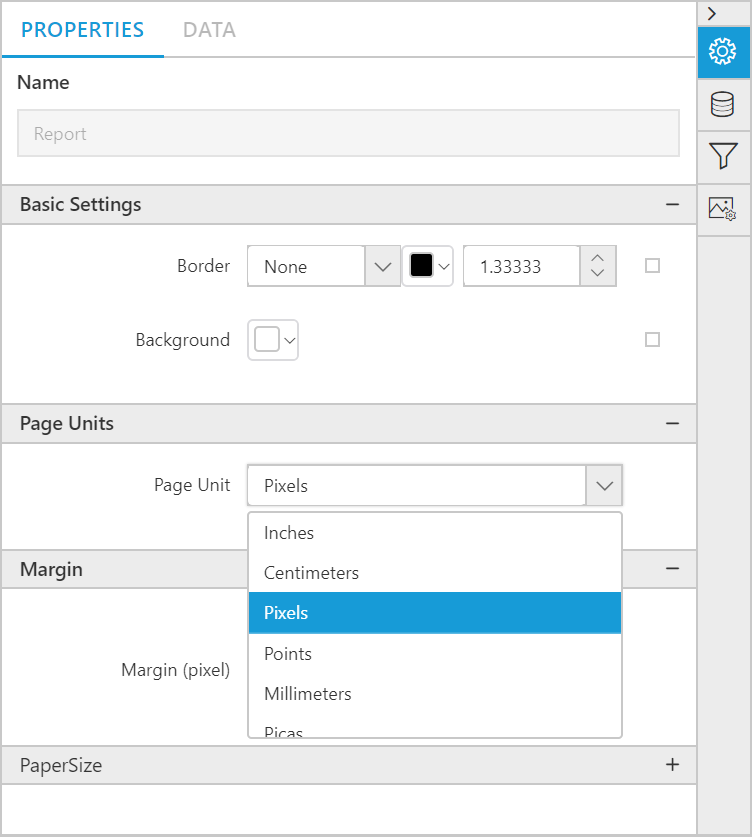 PROPERTIES DATA
Name
Report
Basic Settings
Border None 1.33333
Background
Page Units
Page Unit Pixels
Inches
Centimeters
Margin
Pixels
Points
Margin (pixel)
Millimeters
Picas
PaperSize